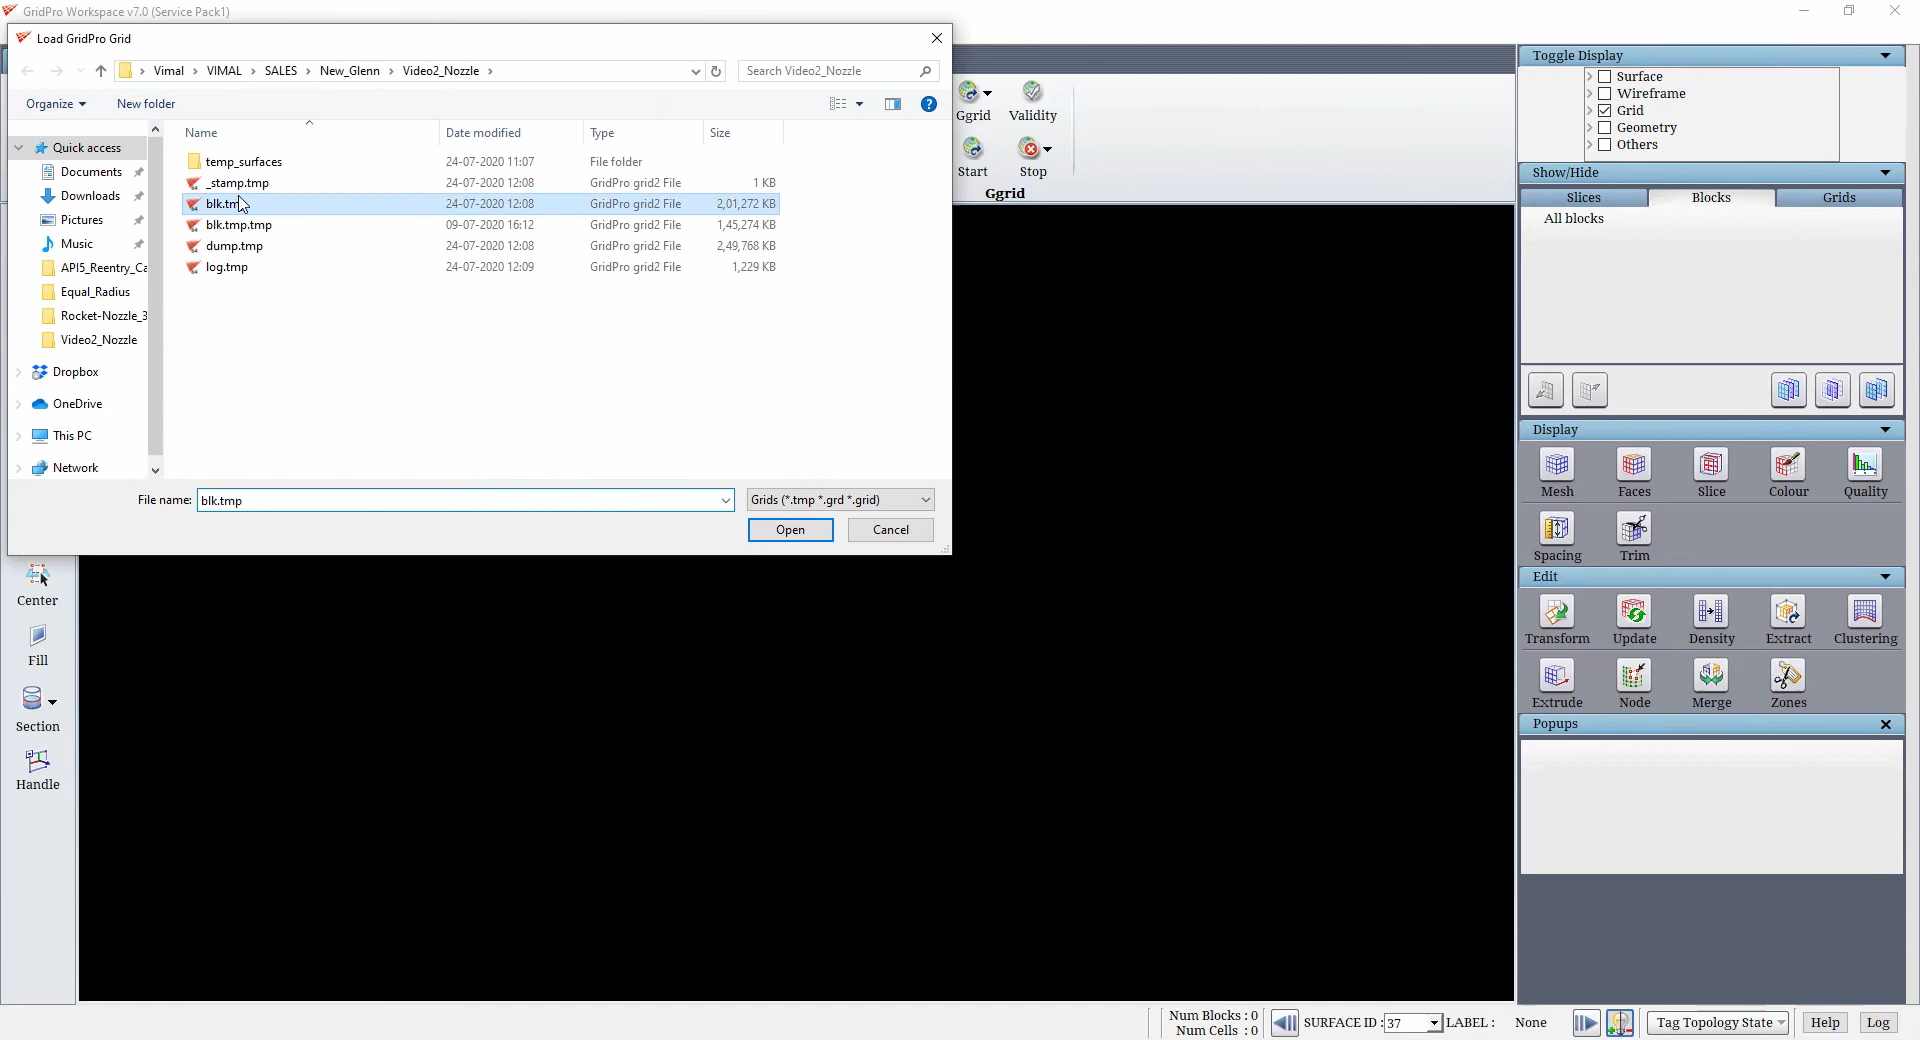 GridPro Workspace v7.0 (Service Pack1)
Load GridPro Grid
Vimal
VIMAL
SALES
New_Glenn
Video2_Nozzle
Search Video2_Nozzle
Organize
New folder
Name
Date modified
Type
Size
Quick access
Documents
Downloads
Pictures
Music
API5_Reentry_Ca
Equal_Radius
Rocket-Nozzle_3
Video2_Nozzle
Dropbox
OneDrive
This PC
Network
temp_surfaces 24-07-2020 11:07 File folder
_stamp.tmp 24-07-2020 12:08 GridPro grid2 File 1 KB
blk.tmp 24-07-2020 12:08 GridPro grid2 File 2,01,272 KB
blk.tmp.tmp 09-07-2020 16:12 GridPro grid2 File 1,45,274 KB
dump.tmp 24-07-2020 12:08 GridPro grid2 File 2,49,768 KB
log.tmp 24-07-2020 12:09 GridPro grid2 File 1,229 KB
File name: blk.tmp
Grids (*.tmp *.grd *.grid)
Open
Cancel
Ggrid
Validity
Start
Stop
Ggrid
Center
Fill
Section
Handle
Toggle Display
Surface
Wireframe
Grid
Geometry
Others
Show/Hide
Slices
Blocks
Grids
All blocks
Display
Mesh
Faces
Slice
Colour
Quality
Spacing
Trim
Edit
Transform
Update
Density
Extract
Clustering
Extrude
Node
Merge
Zones
Popups
Num Blocks : 0
Num Cells : 0
SURFACE ID : 37
LABEL : None
Tag Topology State
Help
Log